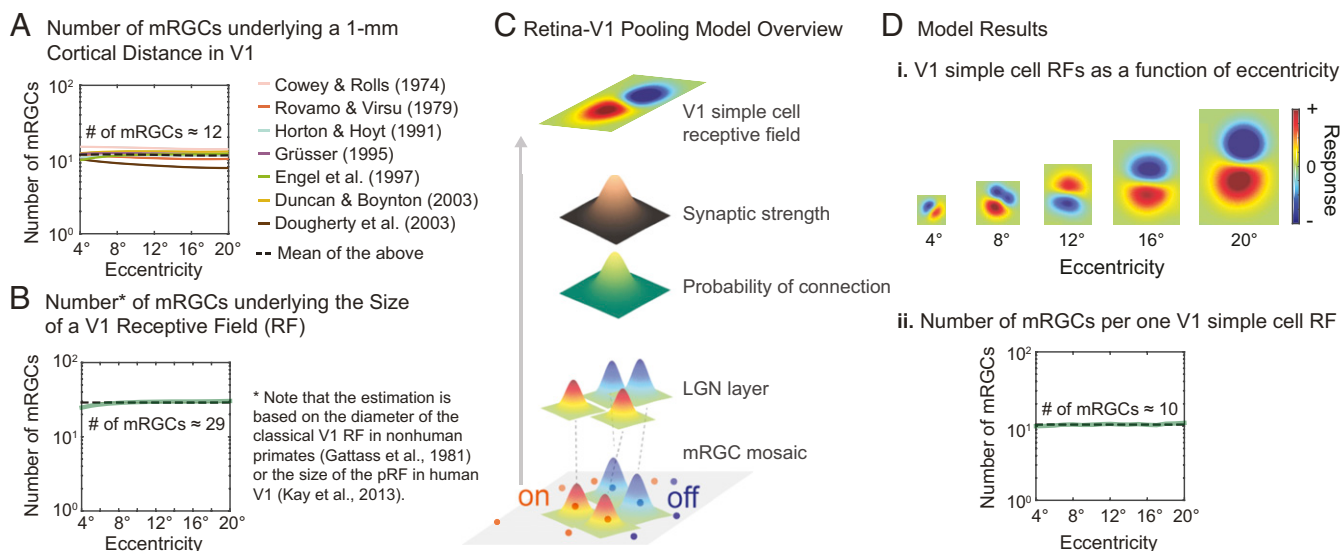 A Number of mRGCs underlying a 1-mm
Cortical Distance in V1
Number of mRGCs
10²
10¹
10⁰
# of mRGCs ≈ 12
4° 8° 12° 16° 20°
Eccentricity
Cowey & Rolls (1974)
Rovamo & Virsu (1979)
Horton & Hoyt (1991)
Grüsser (1995)
Engel et al. (1997)
Duncan & Boynton (2003)
Dougherty et al. (2003)
Mean of the above
B Number* of mRGCs underlying the Size
of a V1 Receptive Field (RF)
Number of mRGCs
10²
10¹
10⁰
# of mRGCs ≈ 29
4° 8° 12° 16° 20°
Eccentricity
* Note that the estimation is
based on the diameter of the
classical V1 RF in nonhuman
primates (Gattass et al., 1981)
or the size of the pRF in human
V1 (Kay et al., 2013).
C Retina-V1 Pooling Model Overview
V1 simple cell
receptive field
Synaptic strength
Probability of connection
LGN layer
mRGC mosaic
on off
D Model Results
i. V1 simple cell RFs as a function of eccentricity
4° 8° 12° 16° 20°
Eccentricity
+
0
-
Response
ii. Number of mRGCs per one V1 simple cell RF
Number of mRGCs
10²
10¹
10⁰
# of mRGCs ≈ 10
4° 8° 12° 16° 20°
Eccentricity